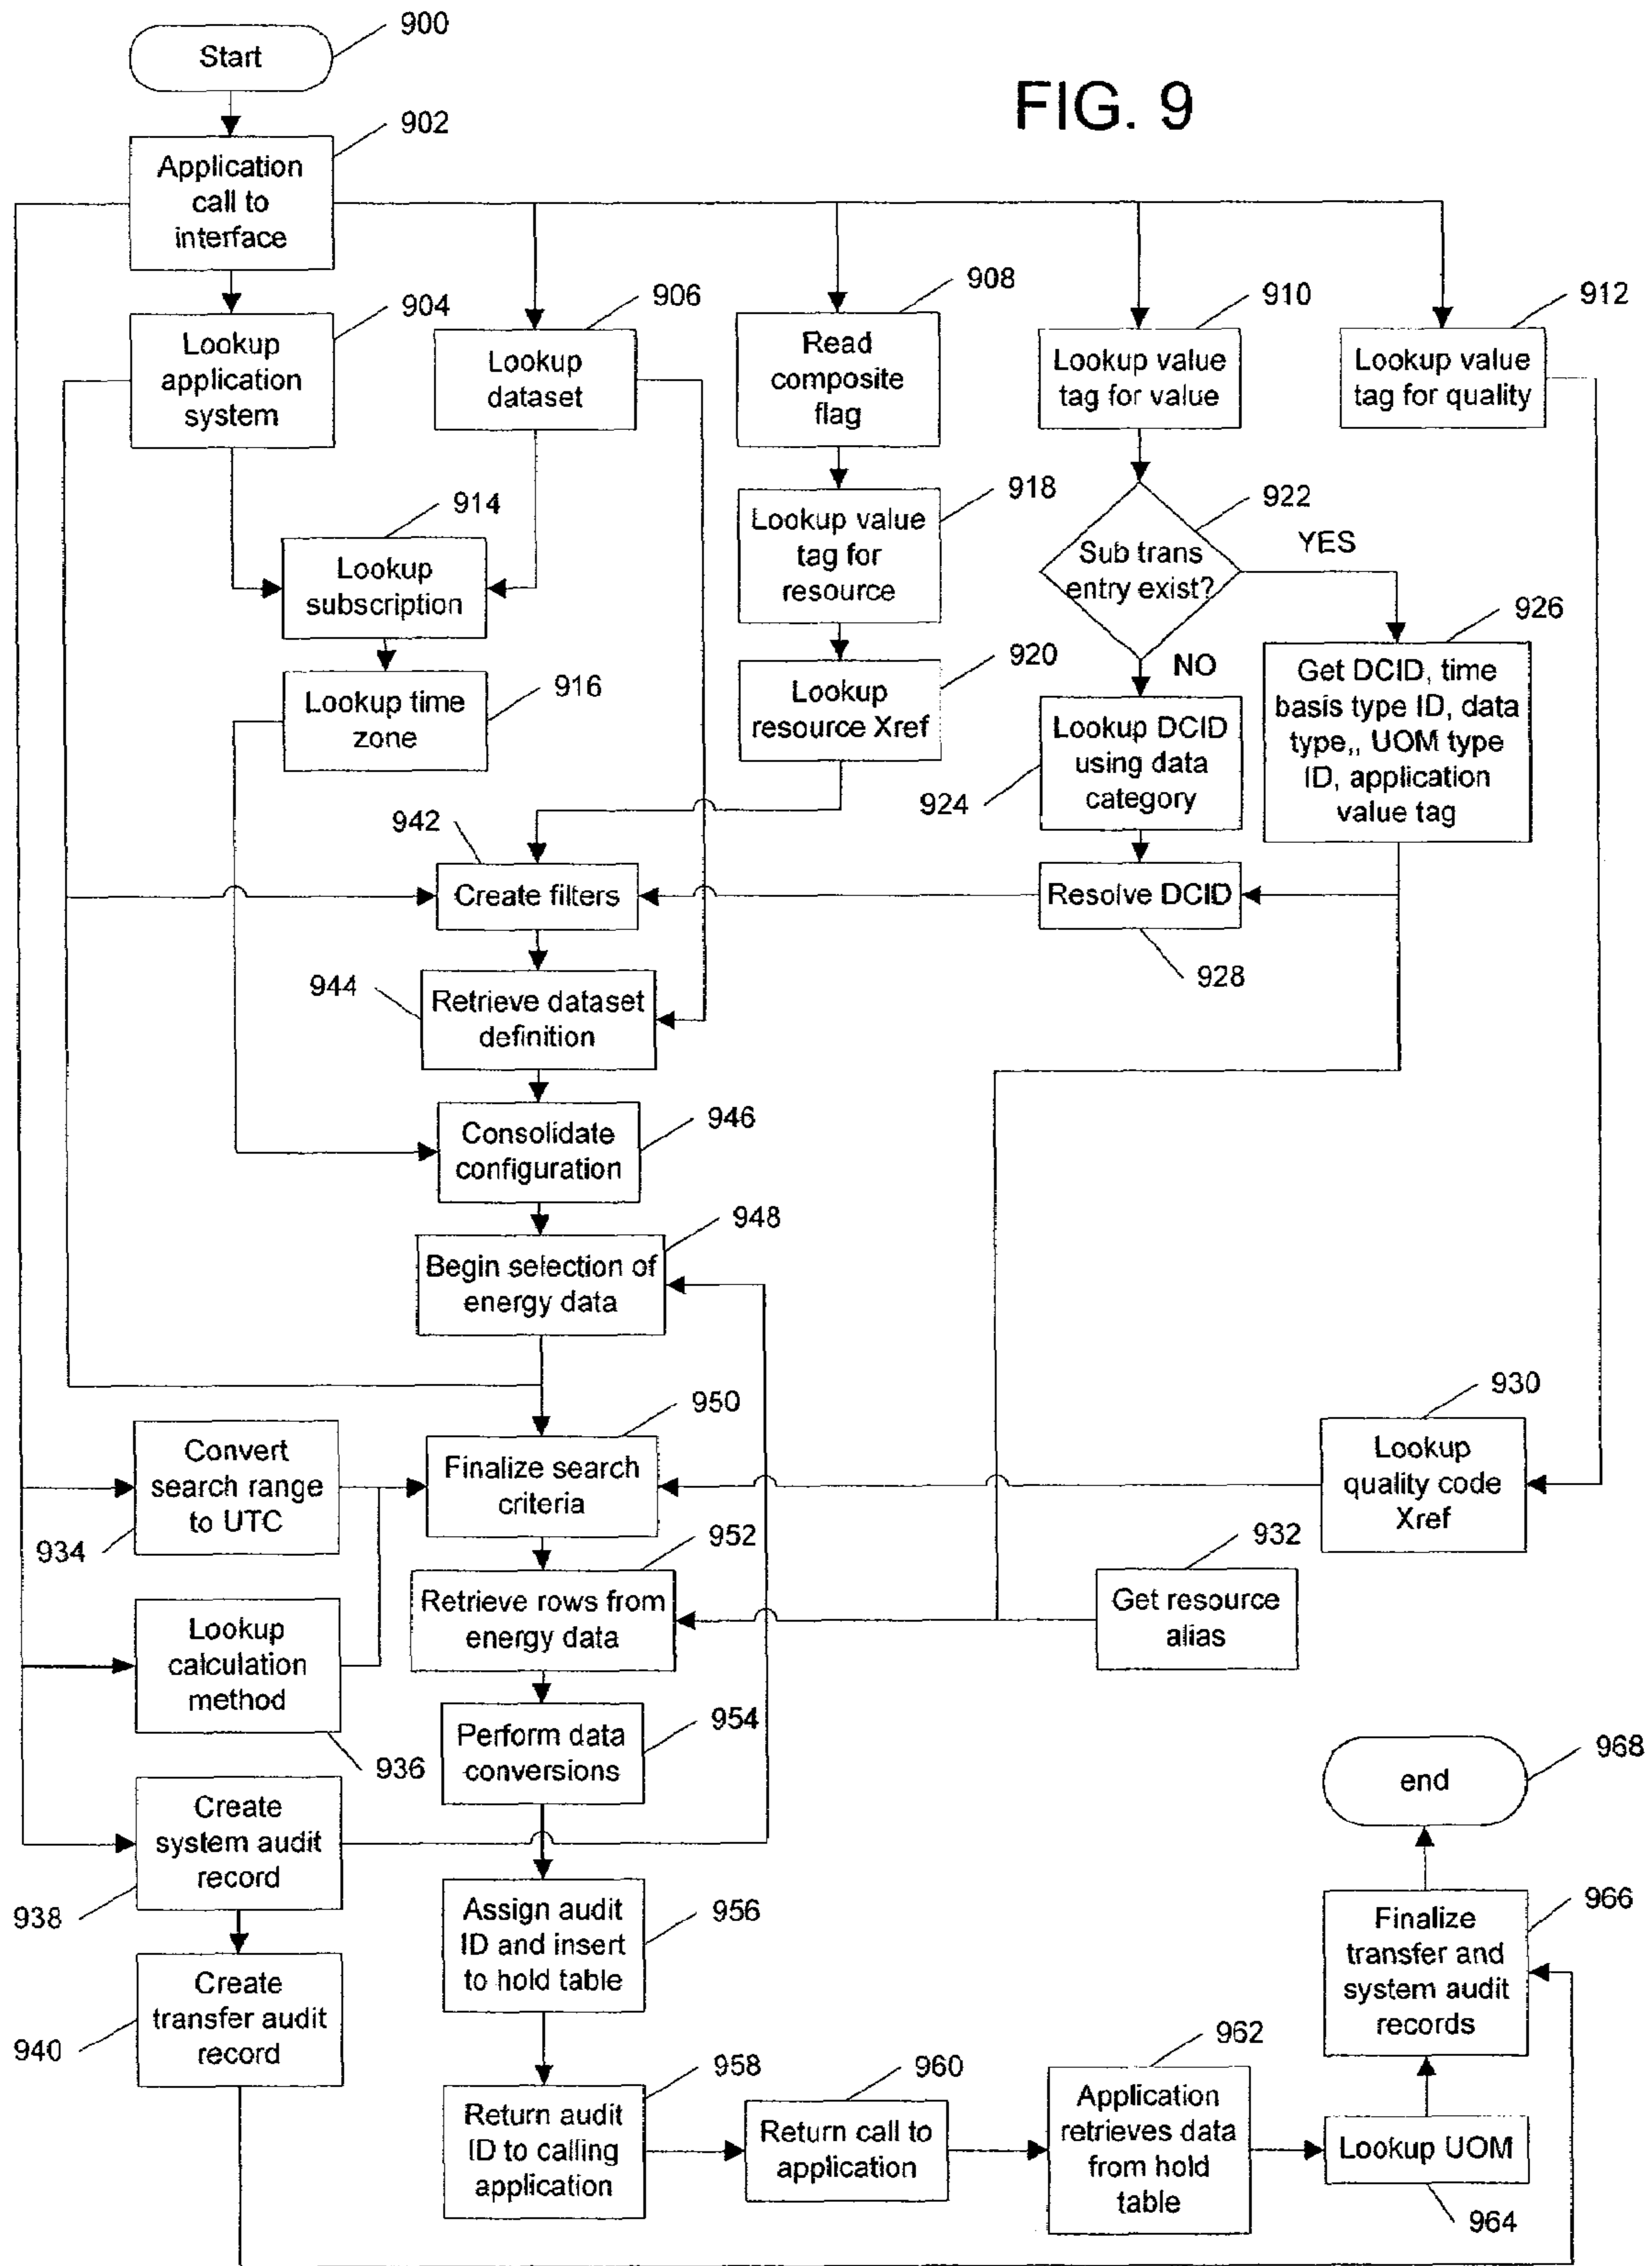 900
Start
FIG. 9
902
Application
call to
interface
904
Lookup
application
system
906
Lookup
dataset
908
Read
composite
flag
910
Lookup value
tag for value
912
Lookup value
tag for quality
914
Lookup
subscription
918
Lookup value
tag for
resource
922
Sub trans
entry exist?
YES
NO
916
Lookup time
zone
920
Lookup
resource Xref
924
Lookup DCID
using data
category
926
Get DCID, time
basis type ID, data
type,, UOM type
ID, application
value tag
942
Create filters
Resolve DCID
928
944
Retrieve dataset
definition
946
Consolidate
configuration
948
Begin selection of
energy data
950
Finalize search
criteria
930
Lookup
quality code
Xref
Convert
search range
to UTC
934
952
Retrieve rows from
energy data
932
Get resource
alias
Lookup
calculation
method
936
954
Perform data
conversions
968
end
Create
system audit
record
938
956
Assign audit
ID and insert
to hold table
966
Finalize
transfer and
system audit
records
Create
transfer audit
record
940
958
Return audit
ID to calling
application
960
Return call to
application
962
Application
retrieves data
from hold
table
Lookup UOM
964